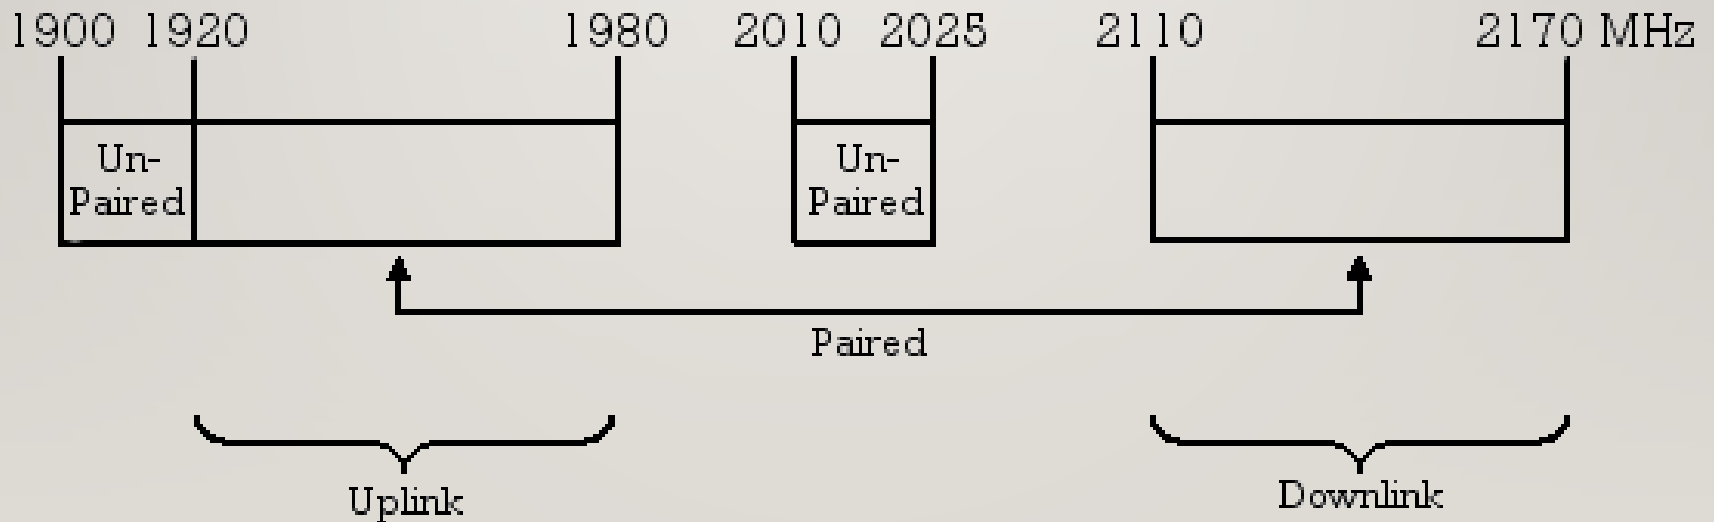 1900 1920 1980 2010 2025 2110 2170 MHz
Un-
Paired
Un-
Paired
Paired
Uplink
Downlink